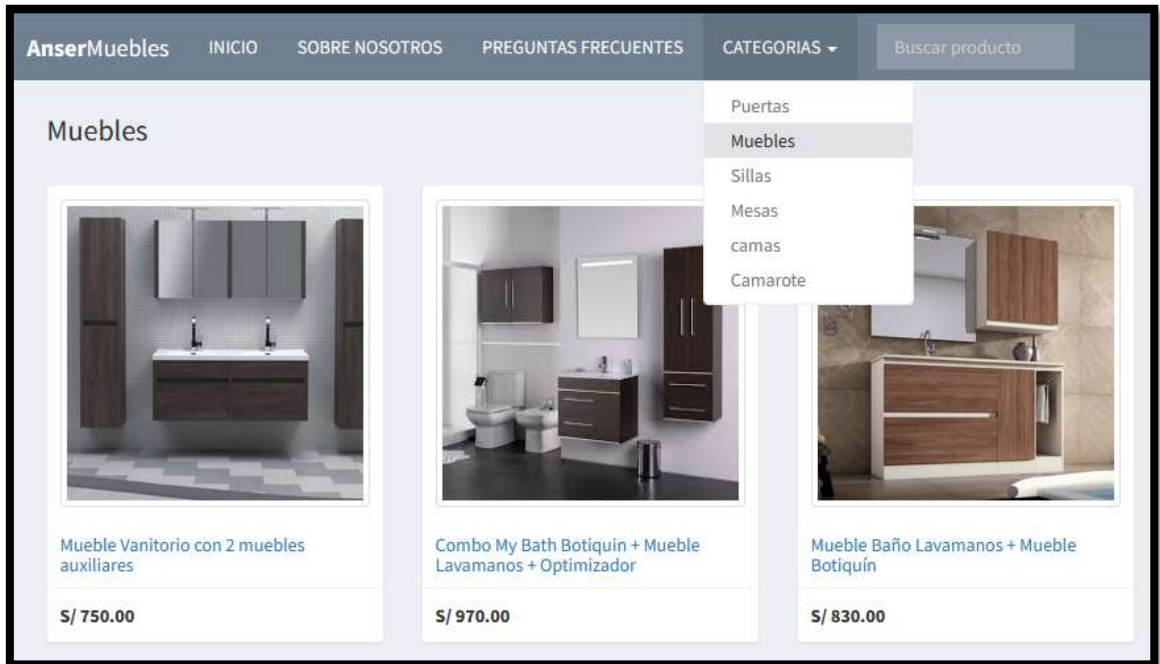 AnserMuebles INICIO SOBRE NOSOTROS PREGUNTAS FRECUENTES CATEGORIAS Buscar producto
Puertas
Muebles
Sillas
Mesas
camas
Camarote
Muebles
Mueble Vanitorio con 2 muebles
auxiliares
S/ 750.00
Combo My Bath Botiquin + Mueble
Lavamanos + Optimizador
S/ 970.00
Mueble Baño Lavamanos + Mueble
Botiquín
S/ 830.00